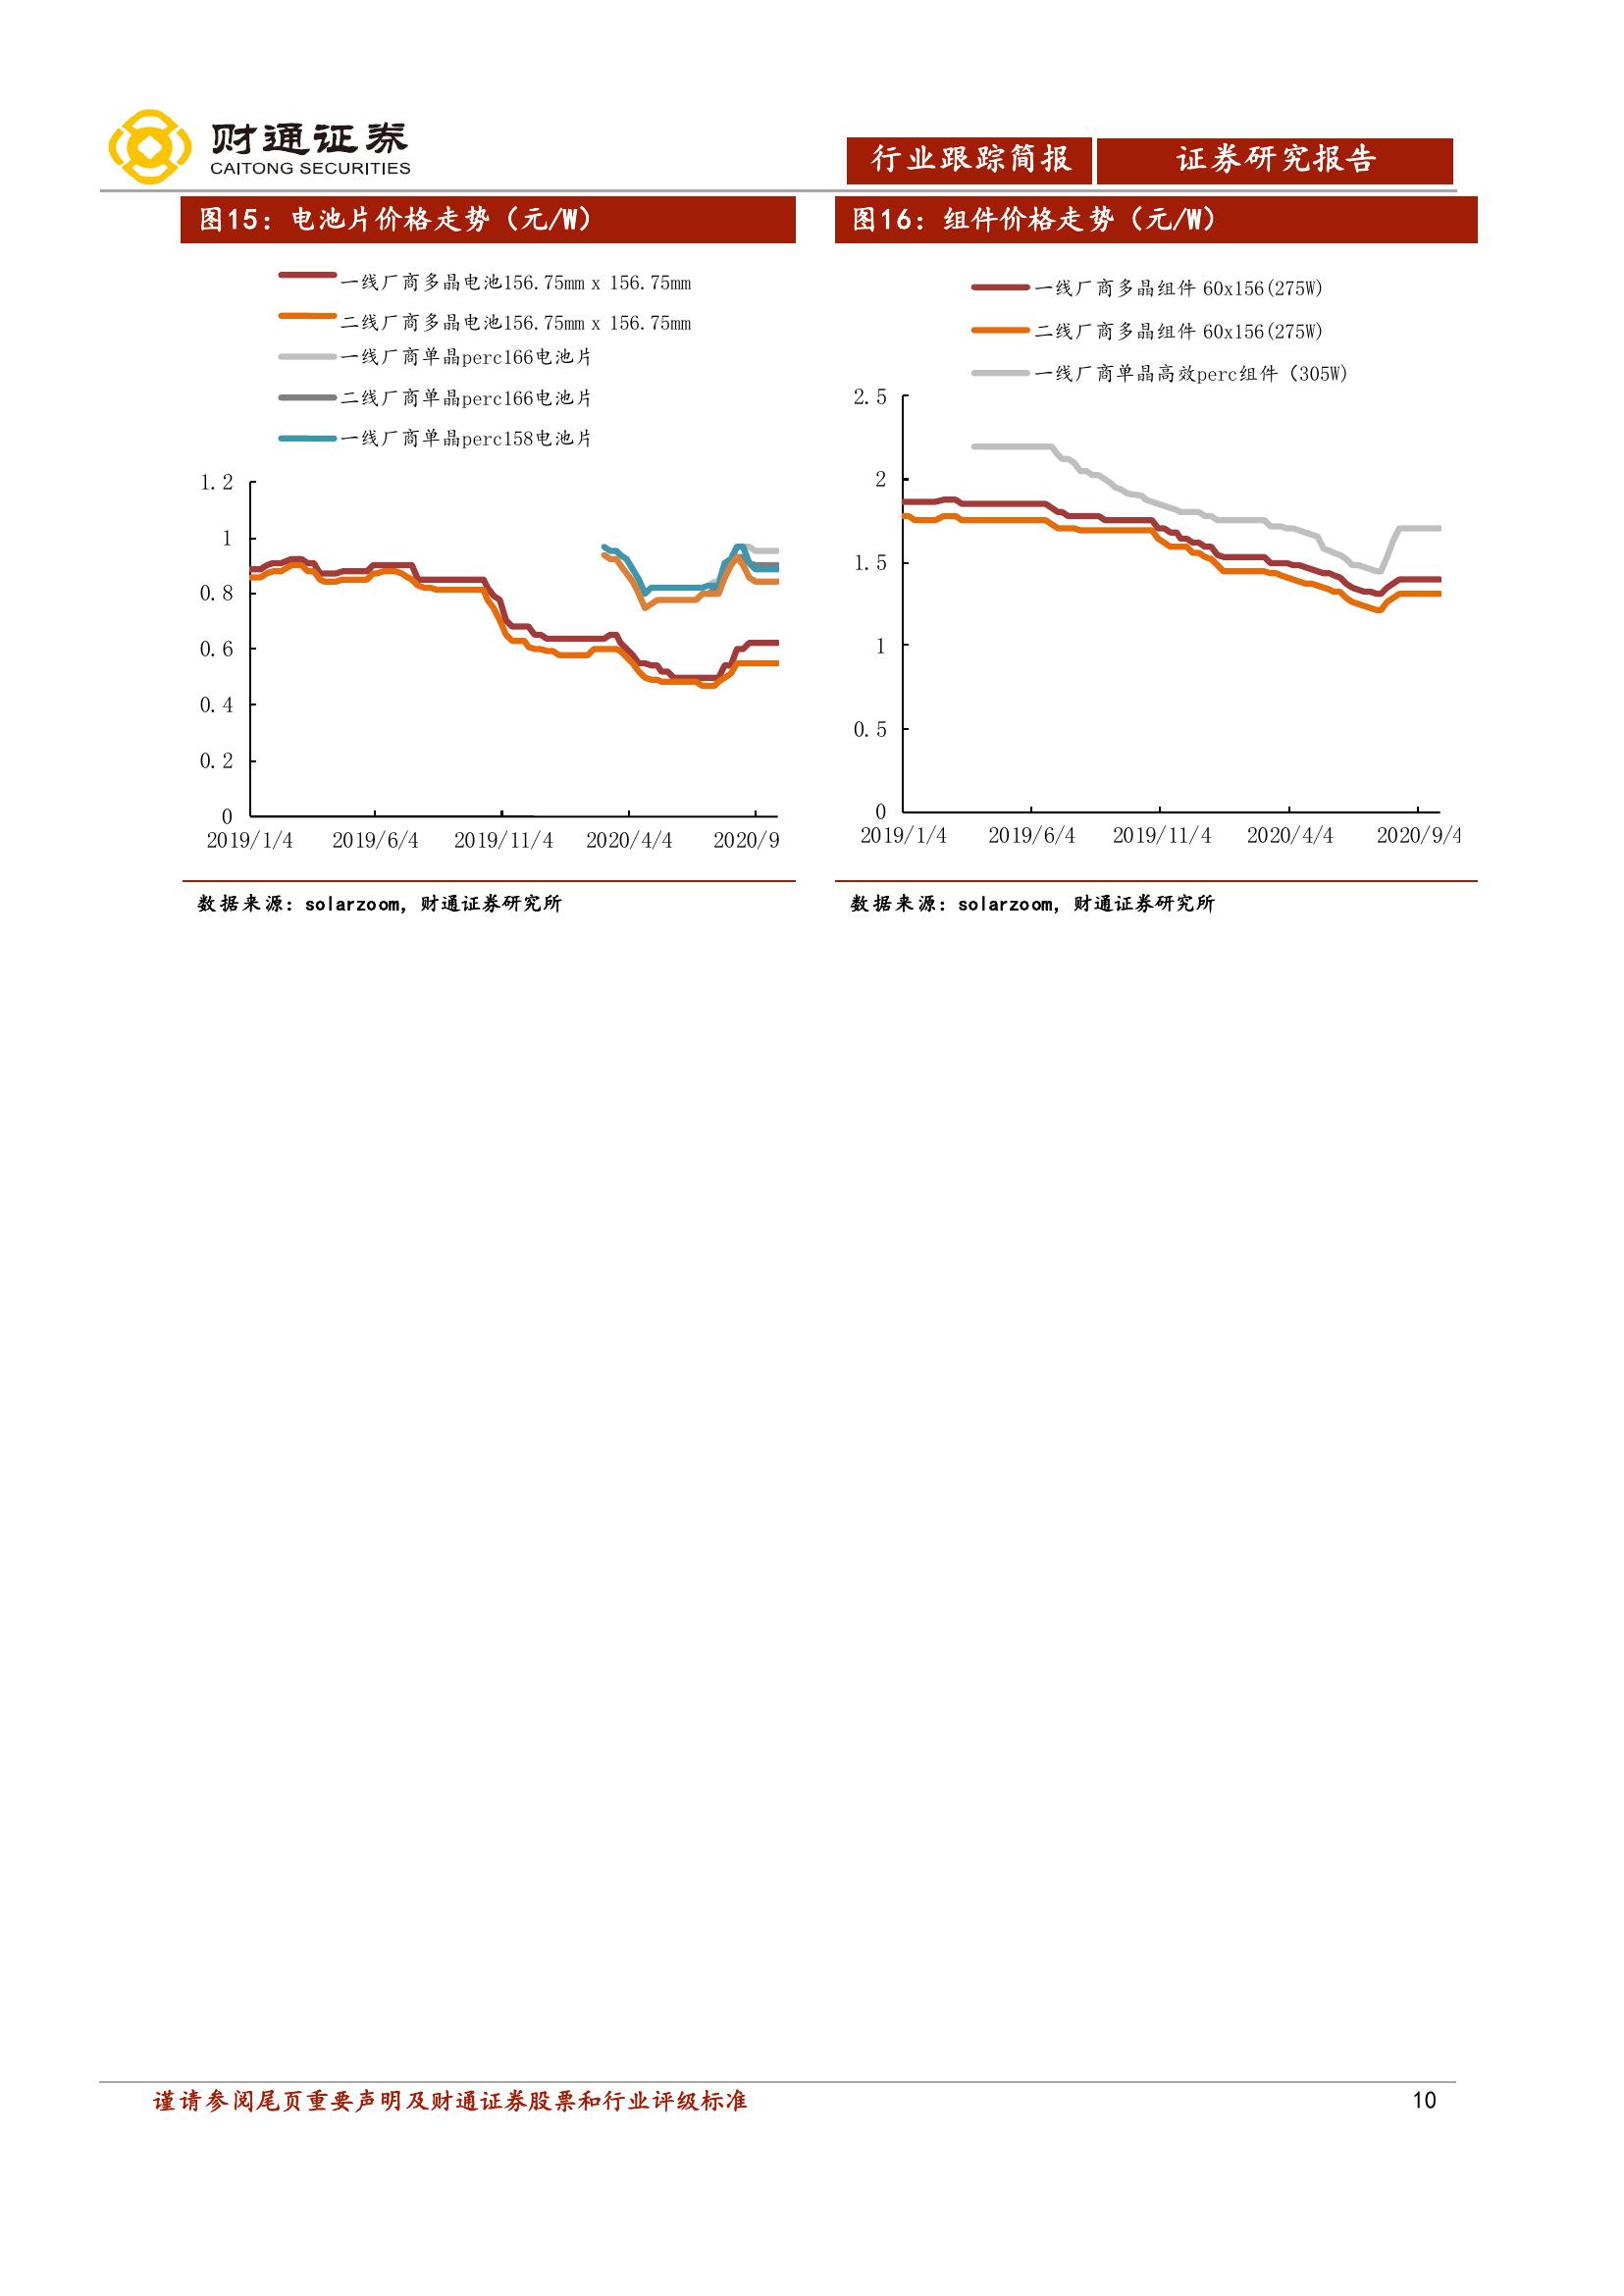 财通证券
CAITONG SECURITIES
行业跟踪简报
证券研究报告
图15：电池片价格走势（元/W）
一线厂商多晶电池156.75mm x 156.75mm
二线厂商多晶电池156.75mm x 156.75mm
一线厂商单晶perc166电池片
二线厂商单晶perc166电池片
一线厂商单晶perc158电池片
1.2
1
0.8
0.6
0.4
0.2
0
2019/1/4 2019/6/4 2019/11/4 2020/4/4 2020/9
数据来源：solarzoom，财通证券研究所
图16：组件价格走势（元/W）
一线厂商多晶组件 60x156(275W)
二线厂商多晶组件 60x156(275W)
一线厂商单晶高效perc组件（305W)
2.5
2
1.5
1
0.5
0
2019/1/4 2019/6/4 2019/11/4 2020/4/4 2020/9/4
数据来源：solarzoom，财通证券研究所
谨请参阅尾页重要声明及财通证券股票和行业评级标准
10